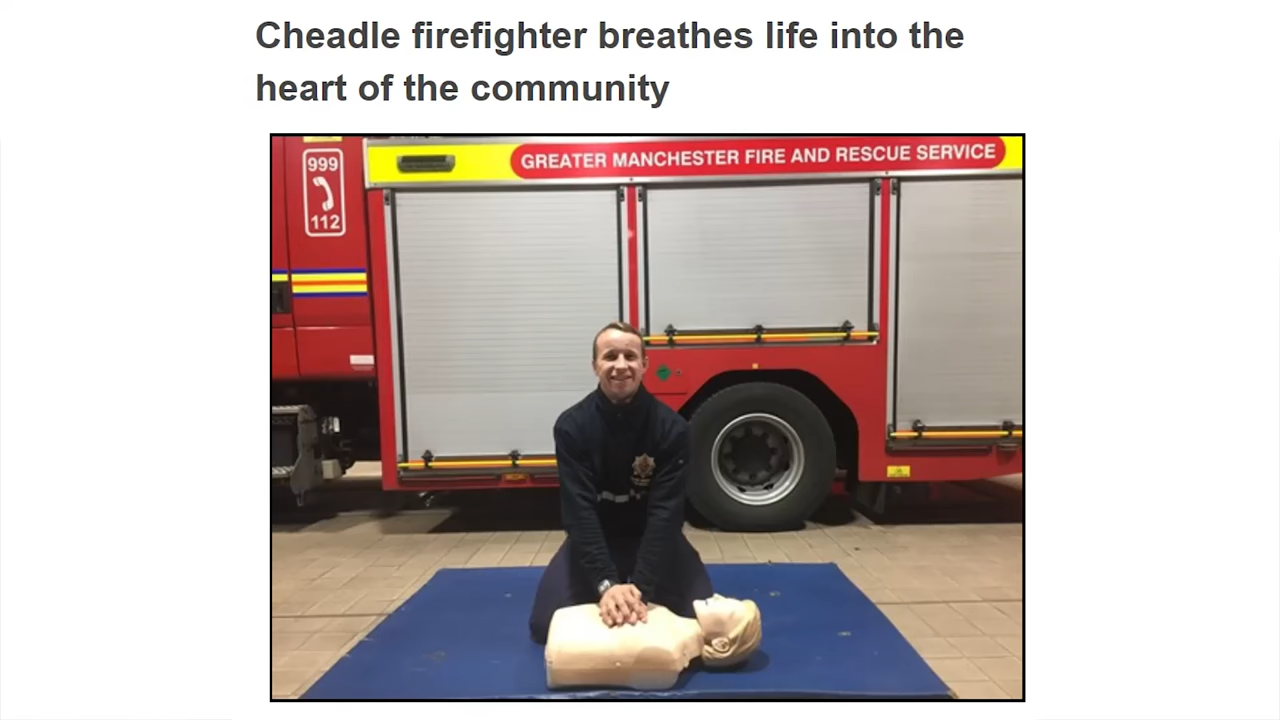 Cheadle firefighter breathes life into the
heart of the community
GREATER MANCHESTER FIRE AND RESCUE SERVICE
999
112